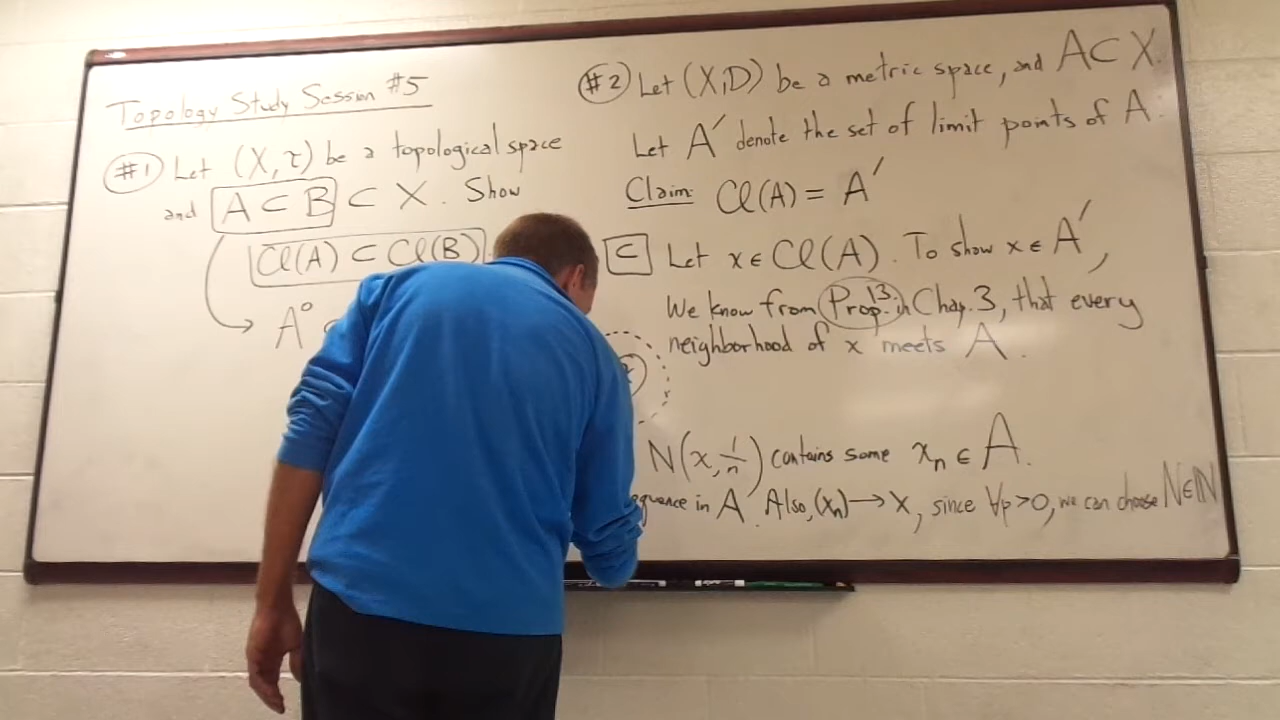 Topology Study Session #5
#1 Let (X, τ) be a topological space
and A ⊂ B ⊂ X. Show
Cl(A) ⊂ Cl(B)
A° ⊂
#2 Let (X, D) be a metric space, and A ⊂ X.
Let A′ denote the set of limit points of A.
Claim: Cl(A) = A′
⊂ Let x ∈ Cl(A). To show x ∈ A′,
We know from Prop. 13 in Chap. 3, that every
neighborhood of x meets A.
x
N(x, 1/n) contains some xₙ ∈ A.
in A. Also, (xₙ) → x, since ∀p>0, we can choose N∈ℕ